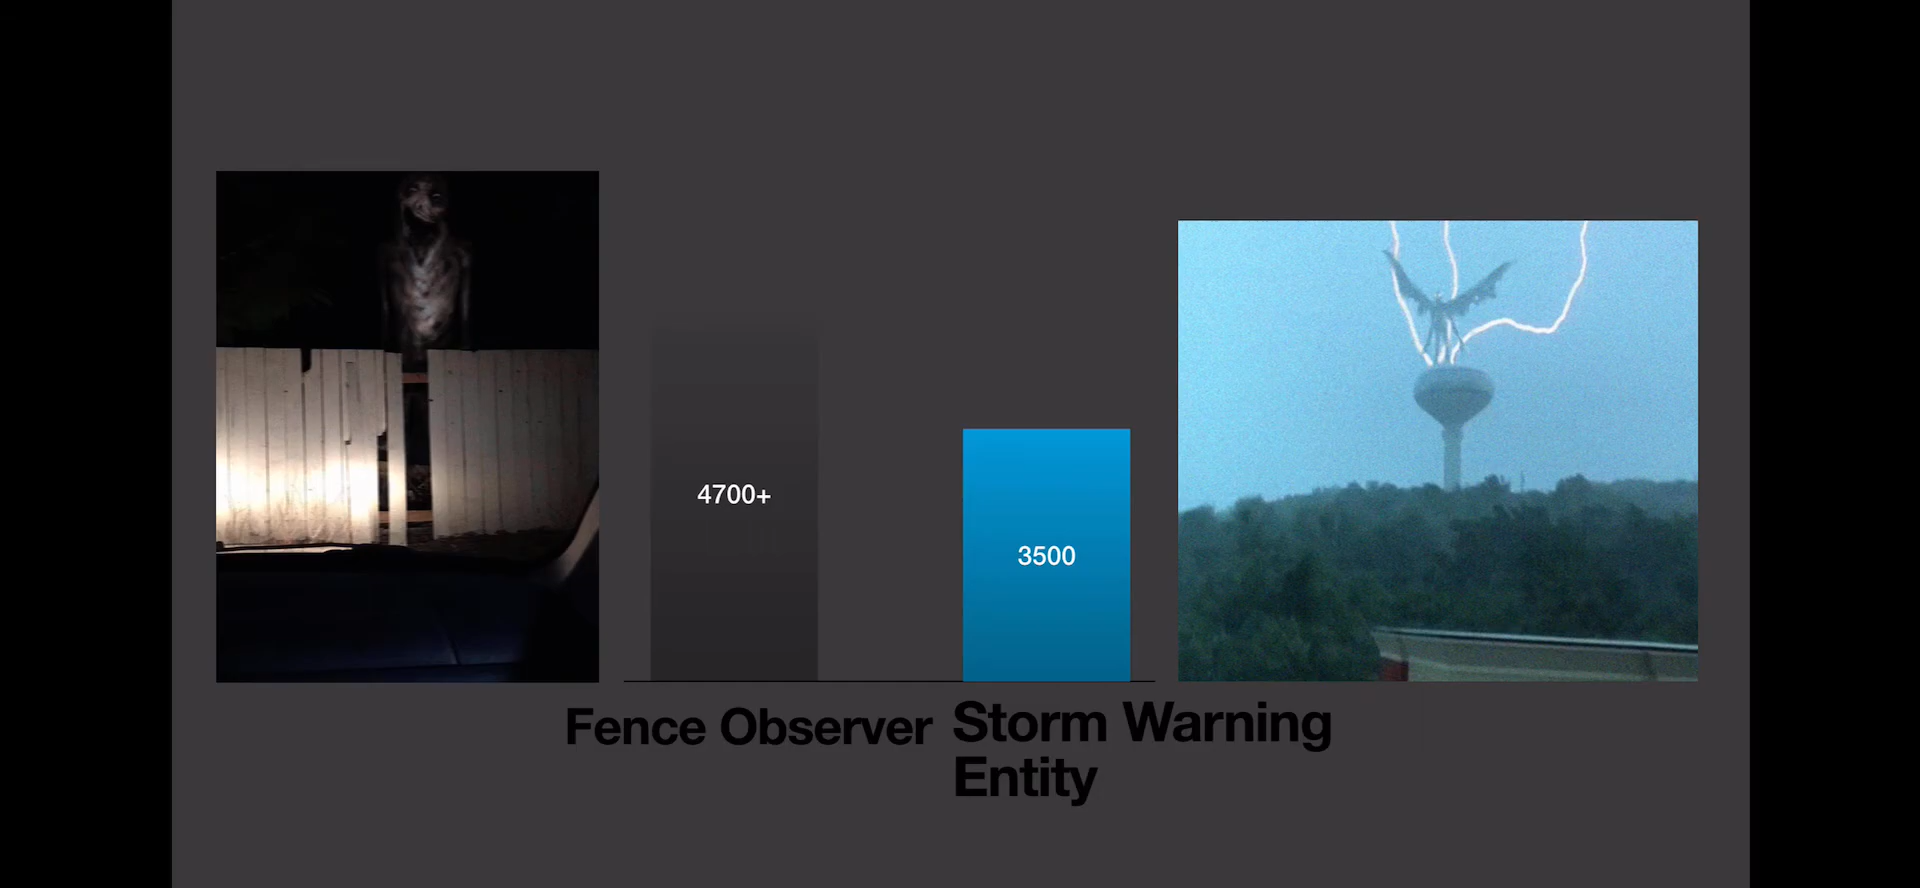 4700+
3500
Fence Observer
Storm Warning
Entity